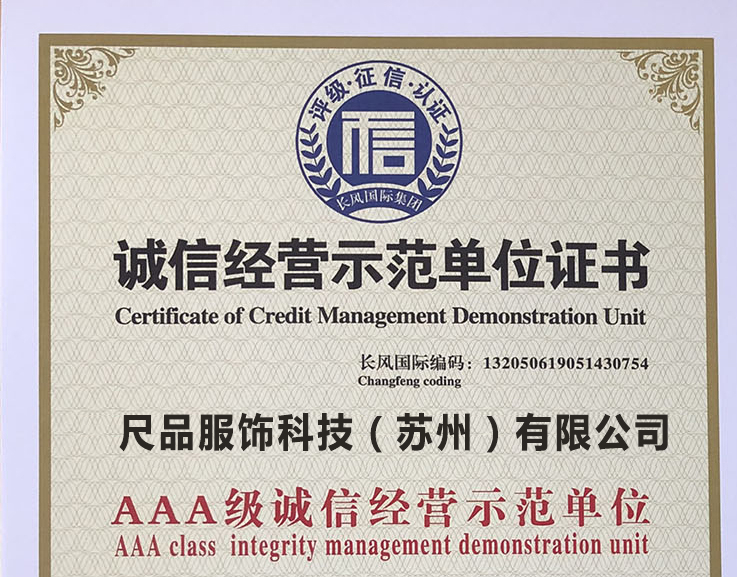 评级·征信·认证
信
长风国际集团
诚信经营示范单位证书
Certificate of Credit Management Demonstration Unit
长风国际编码：132050619051430754
Changfeng coding
尺品服饰科技（苏州）有限公司
AAA级诚信经营示范单位
AAA class integrity management demonstration unit